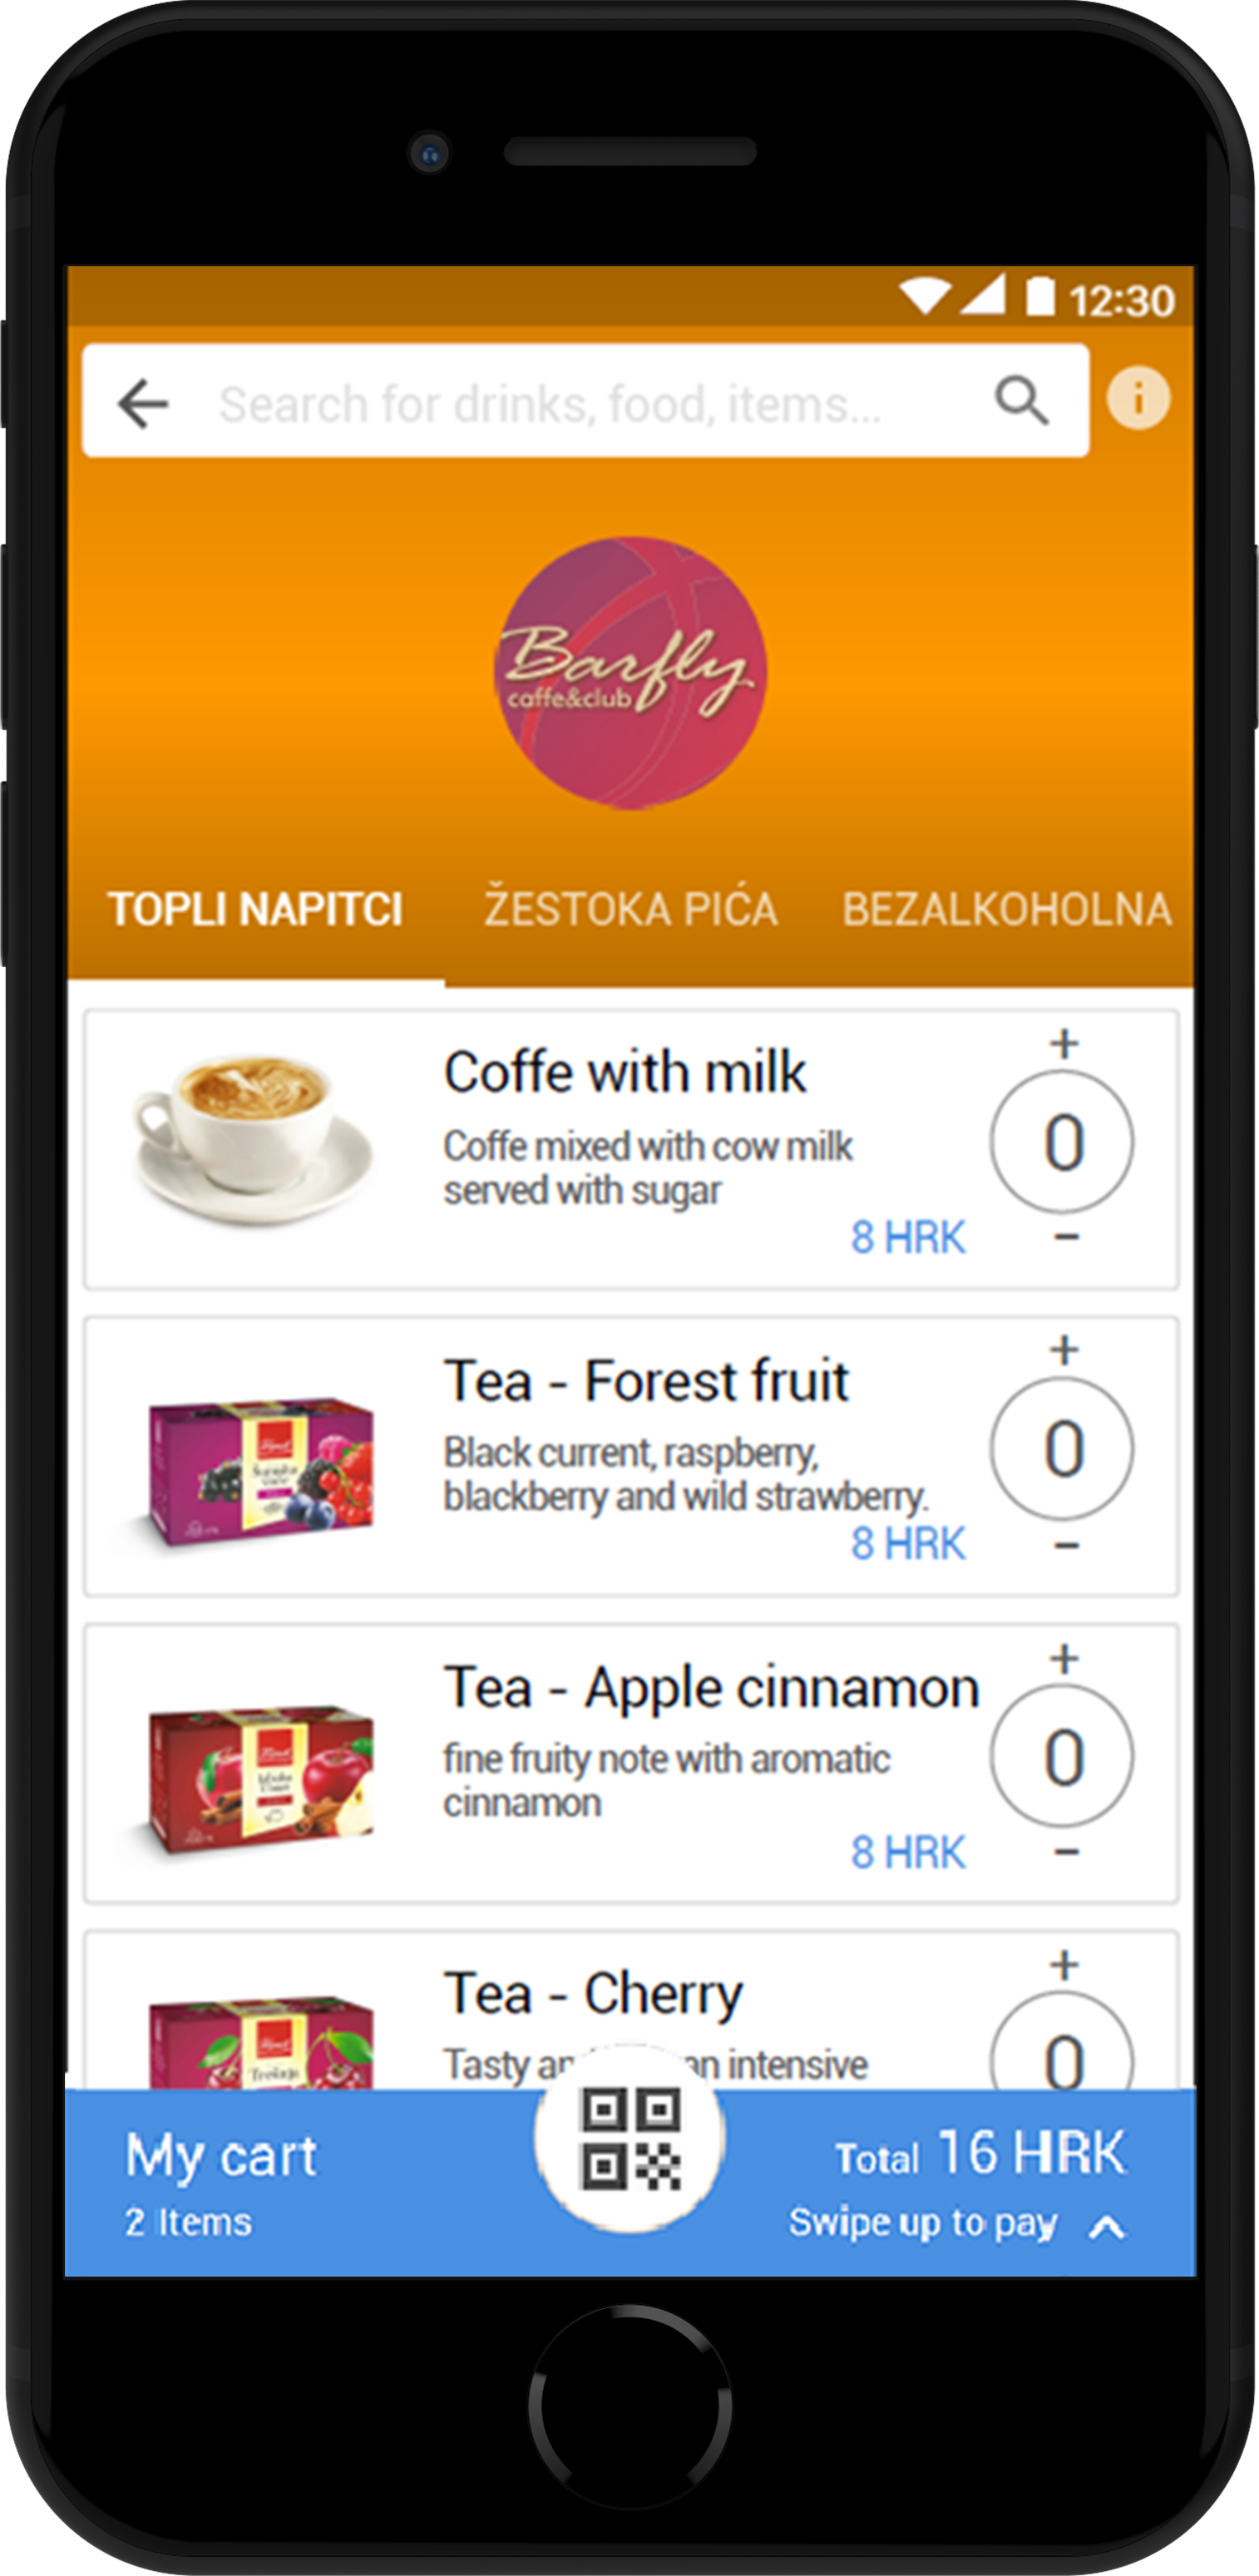 12:30
Search for drinks, food, items...
i
Barfly
caffe&club
TOPLI NAPITCI ŽESTOKA PIĆA BEZALKOHOLNA
Coffe with milk
Coffe mixed with cow milk
served with sugar
8 HRK
+
0
−
Tea - Forest fruit
Black current, raspberry,
blackberry and wild strawberry.
8 HRK
+
0
−
Tea - Apple cinnamon
fine fruity note with aromatic
cinnamon
8 HRK
+
0
−
Tea - Cherry
Tasty an intensive
+
0
My cart
2 Items
Total 16 HRK
Swipe up to pay